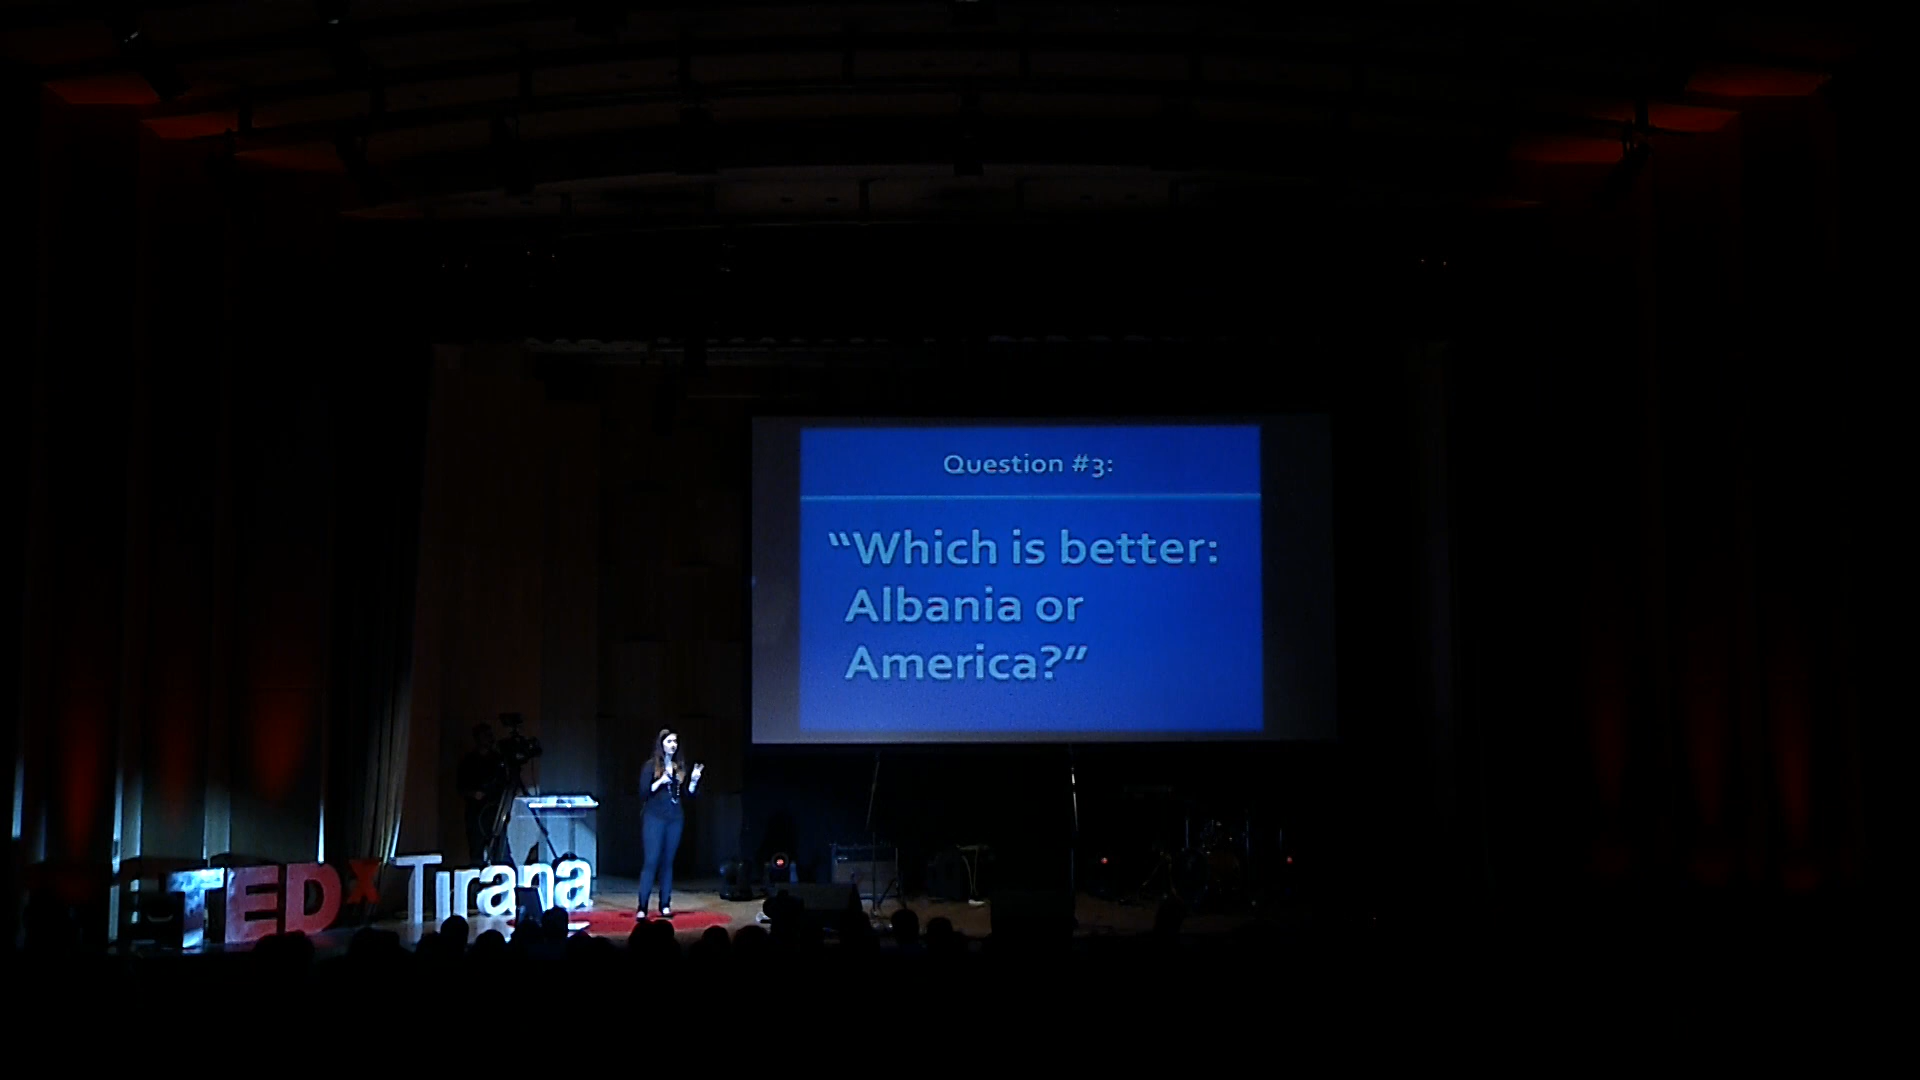 Question #3:
“Which is better:
Albania or
America?”
TEDx Tirana